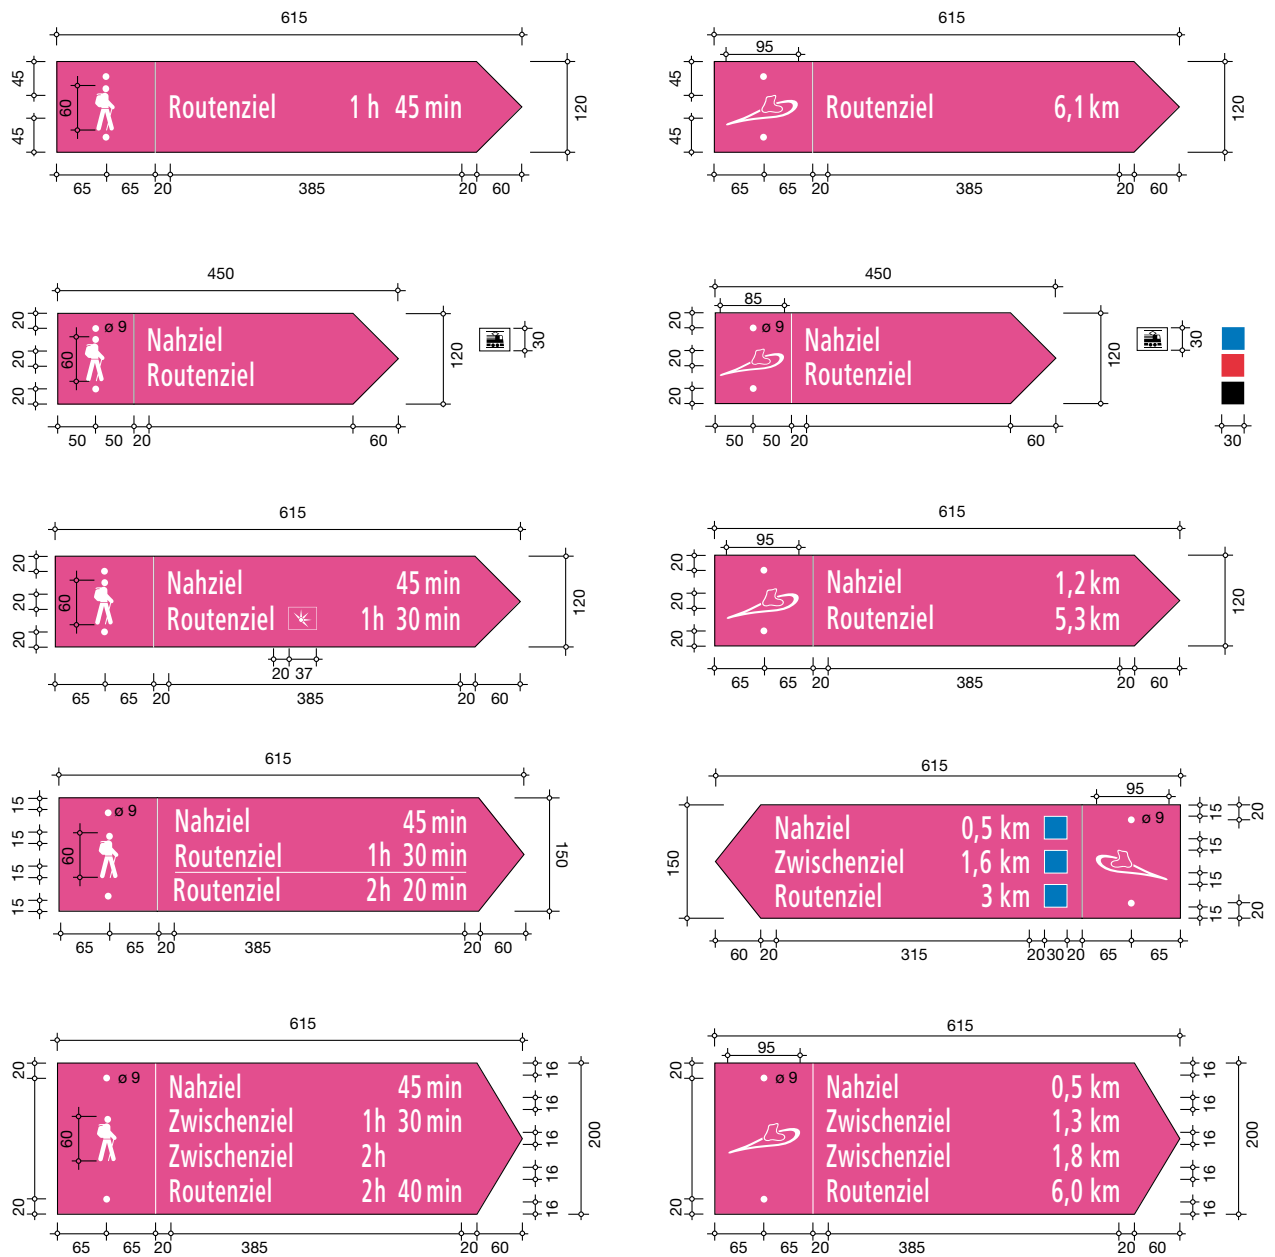 615
45
60
45
Routenziel 1 h 45 min
120
65 65 20 385 20 60
615
95
45
45
Routenziel 6,1 km
120
65 65 20 385 20 60
450
20
20
20
60
ø 9
Nahziel
Routenziel
120
30
50 50 20 60
450
85
20
20
20
ø 9
Nahziel
Routenziel
120
30
50 50 20 60
30
615
20
20
20
60
Nahziel 45 min
Routenziel 1h 30 min
120
20 37
65 65 20 385 20 60
615
95
20
20
20
Nahziel 1,2 km
Routenziel 5,3 km
120
65 65 20 385 20 60
615
15
15
15
15
60
ø 9
Nahziel 45 min
Routenziel 1h 30 min
Routenziel 2h 20 min
150
65 65 20 385 20 60
615
95
150
Nahziel 0,5 km
Zwischenziel 1,6 km
Routenziel 3 km
ø 9
15
15
15
15
20
20
60 20 315 20 30 20 65 65
615
20
20
60
ø 9
Nahziel 45 min
Zwischenziel 1h 30 min
Zwischenziel 2h
Routenziel 2h 40 min
16
16
16
16
16
200
65 65 20 385 20 60
615
95
20
20
ø 9
Nahziel 0,5 km
Zwischenziel 1,3 km
Zwischenziel 1,8 km
Routenziel 6,0 km
16
16
16
16
16
200
65 65 20 385 20 60